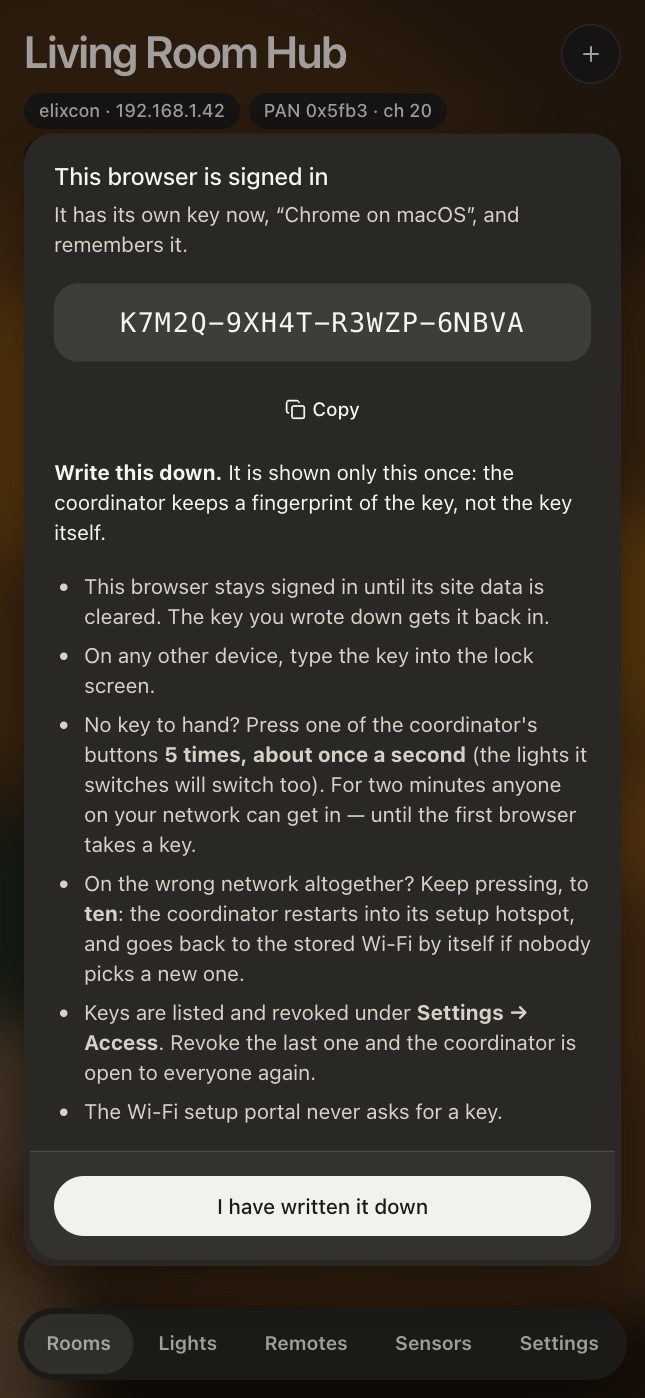 Living Room Hub
elixcon · 192.168.1.42
PAN 0x5fb3 · ch 20
This browser is signed in
It has its own key now, “Chrome on macOS”, and
remembers it.
K7M2Q–9XH4T–R3WZP–6NBVA
Copy
Write this down. It is shown only this once: the
coordinator keeps a fingerprint of the key, not the key
itself.
• This browser stays signed in until its site data is
cleared. The key you wrote down gets it back in.
• On any other device, type the key into the lock
screen.
• No key to hand? Press one of the coordinator's
buttons 5 times, about once a second (the lights it
switches will switch too). For two minutes anyone
on your network can get in — until the first browser
takes a key.
• On the wrong network altogether? Keep pressing, to
ten: the coordinator restarts into its setup hotspot,
and goes back to the stored Wi-Fi by itself if nobody
picks a new one.
• Keys are listed and revoked under Settings →
Access. Revoke the last one and the coordinator is
open to everyone again.
• The Wi-Fi setup portal never asks for a key.
I have written it down
Rooms
Lights
Remotes
Sensors
Settings